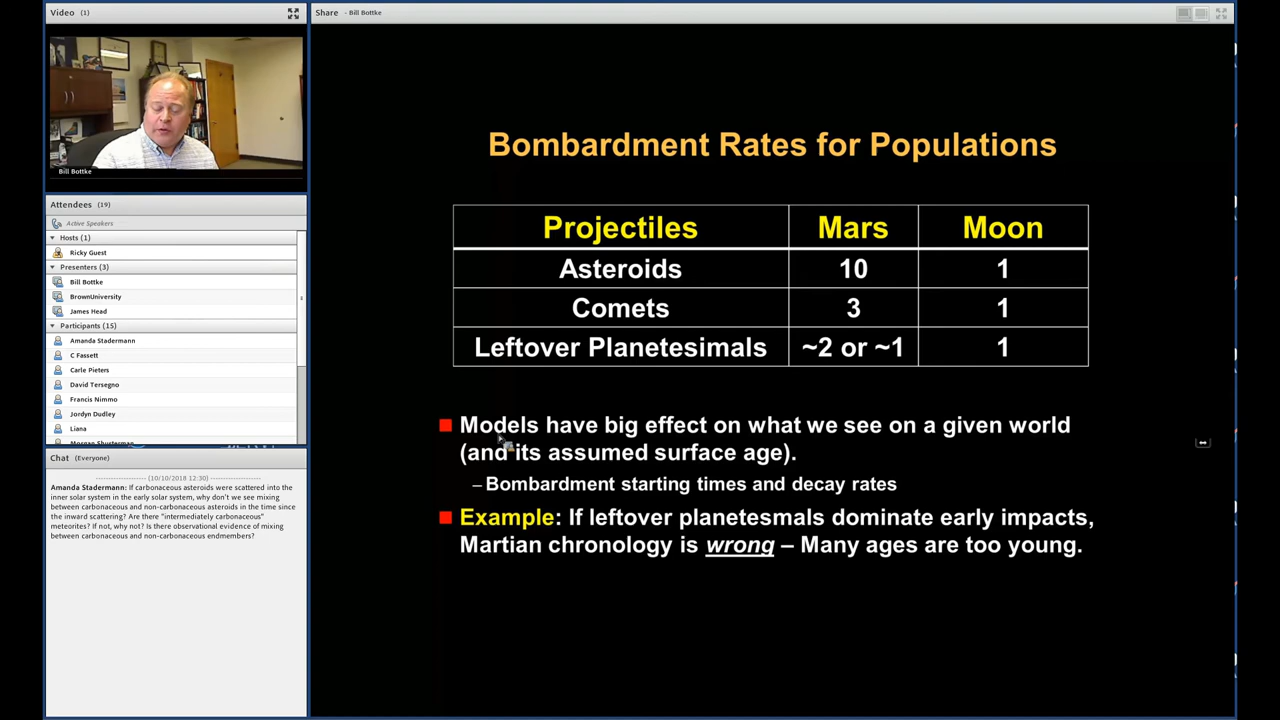 Video (1)
Bill Bottke
Attendees (19)
Active Speakers
Hosts (1)
Ricky Guest
Presenters (3)
Bill Bottke
BrownUniversity
James Head
Participants (15)
Amanda Stadermann
C Fassett
Carle Pieters
David Tersegno
Francis Nimmo
Jordyn Dudley
Liana
Morgan Shusterman
Chat (Everyone)
(10/10/2018 12:30)
Amanda Stadermann: If carbonaceous asteroids were scattered into the
inner solar system in the early solar system, why don't we see mixing
between carbonaceous and non-carbonaceous asteroids in the time since
the inward scattering? Are there "intermediately carbonaceous"
meteorites? If not, why not? Is there observational evidence of mixing
between carbonaceous and non-carbonaceous endmembers?
Share - Bill Bottke
Bombardment Rates for Populations
Projectiles Mars Moon
Asteroids 10 1
Comets 3 1
Leftover Planetesimals ~2 or ~1 1
Models have big effect on what we see on a given world
(and its assumed surface age).
–Bombardment starting times and decay rates
Example: If leftover planetesmals dominate early impacts,
Martian chronology is wrong – Many ages are too young.